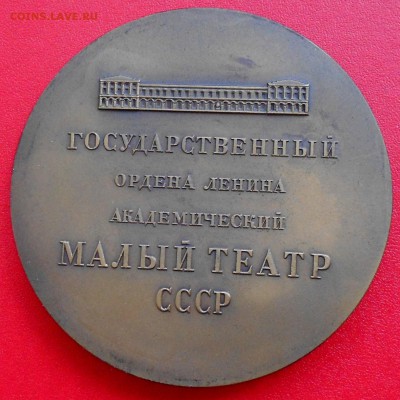 COINS.LAVE.RU
ГОСУДАРСТВЕННЫЙ
ОРДЕНА ЛЕНИНА
АКАДЕМИЧЕСКИЙ
МАЛЫЙ ТЕАТР
СССР